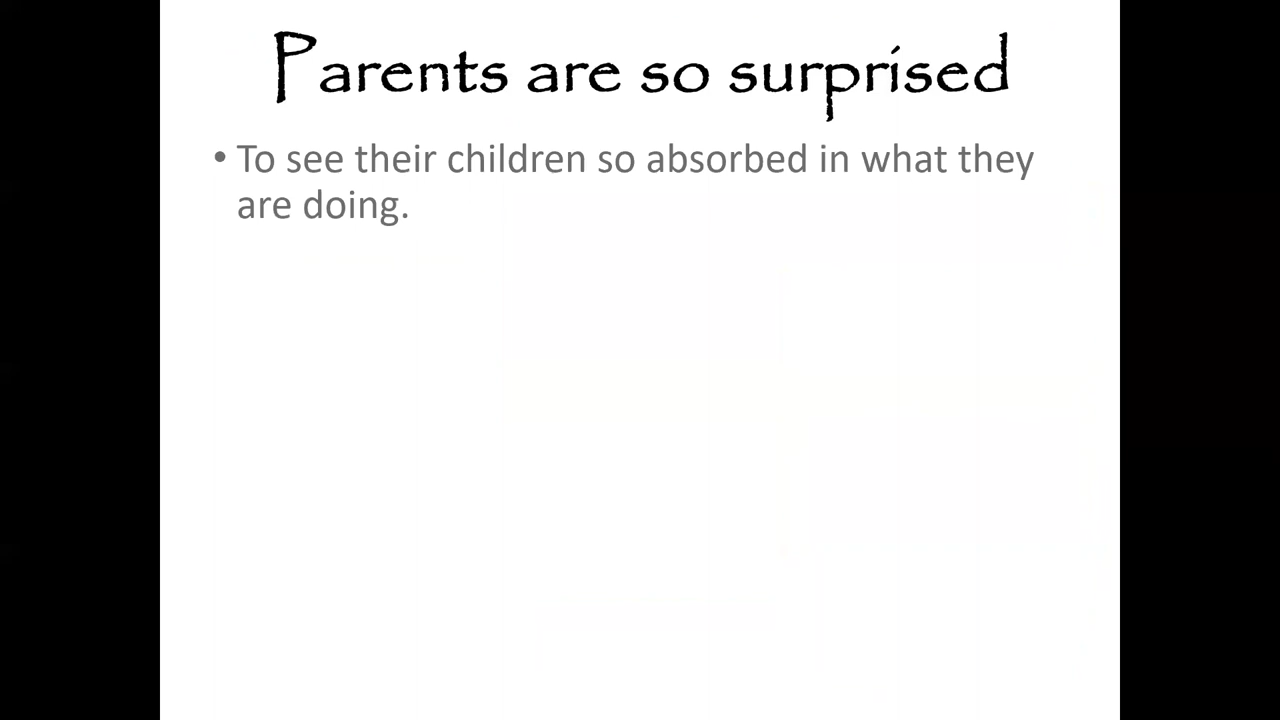 Parents are so surprised
• To see their children so absorbed in what they
are doing.